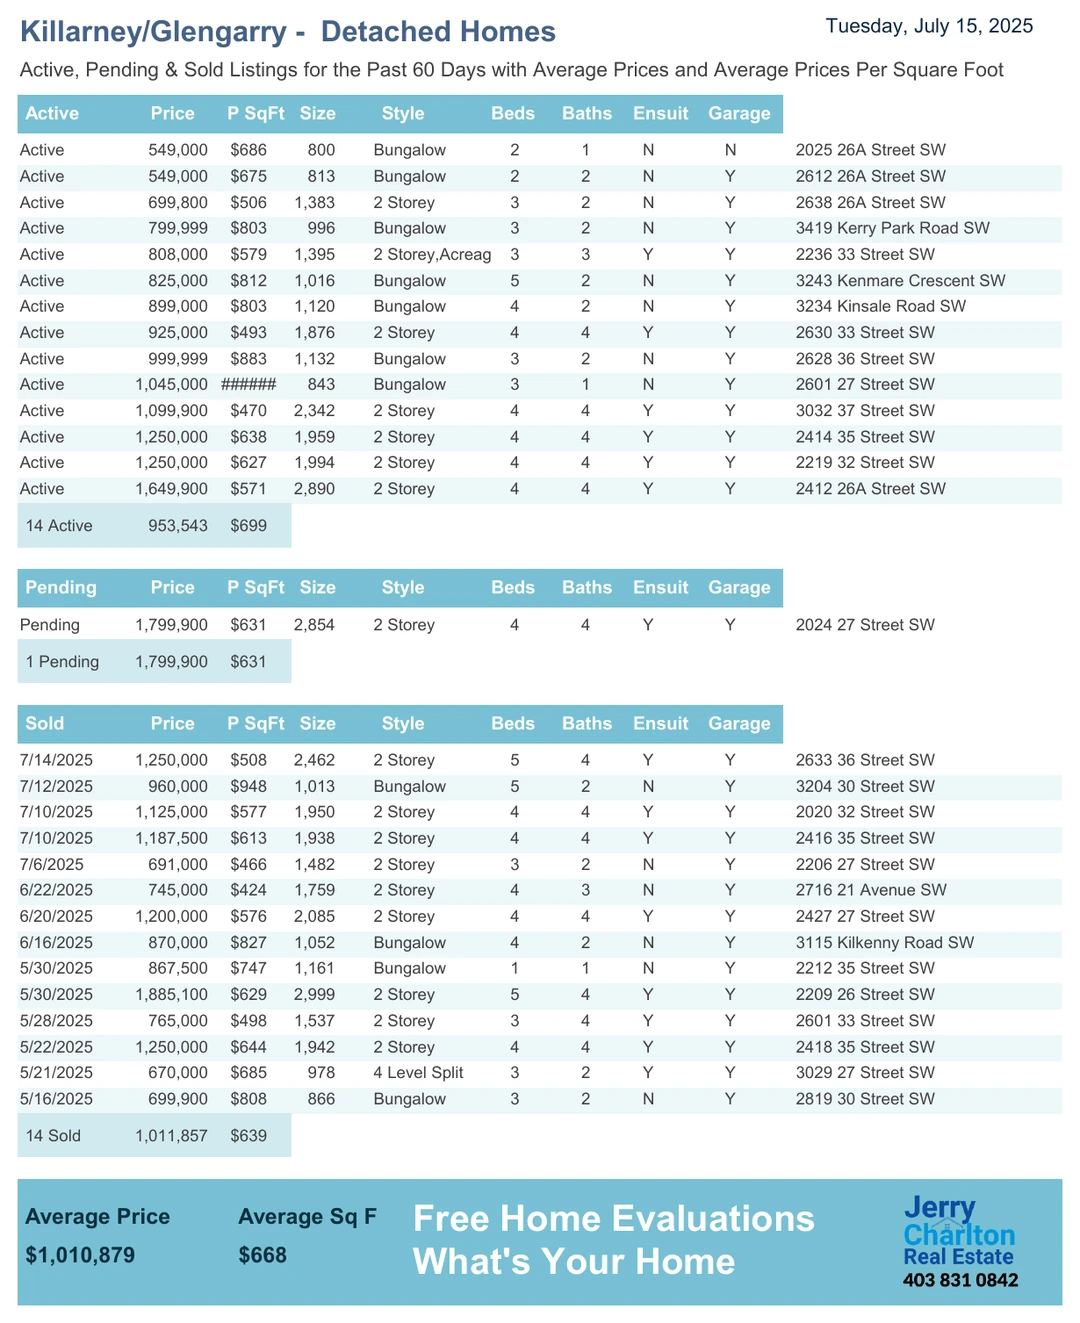 Killarney/Glengarry -  Detached Homes
Tuesday, July 15, 2025
Active, Pending & Sold Listings for the Past 60 Days with Average Prices and Average Prices Per Square Foot
Active Price P SqFt Size Style Beds Baths Ensuit Garage
Active 549,000 $686 800 Bungalow 2 1 N N 2025 26A Street SW
Active 549,000 $675 813 Bungalow 2 2 N Y 2612 26A Street SW
Active 699,800 $506 1,383 2 Storey 3 2 N Y 2638 26A Street SW
Active 799,999 $803 996 Bungalow 3 2 N Y 3419 Kerry Park Road SW
Active 808,000 $579 1,395 2 Storey,Acreag 3 3 Y Y 2236 33 Street SW
Active 825,000 $812 1,016 Bungalow 5 2 N Y 3243 Kenmare Crescent SW
Active 899,000 $803 1,120 Bungalow 4 2 N Y 3234 Kinsale Road SW
Active 925,000 $493 1,876 2 Storey 4 4 Y Y 2630 33 Street SW
Active 999,999 $883 1,132 Bungalow 3 2 N Y 2628 36 Street SW
Active 1,045,000 ###### 843 Bungalow 3 1 N Y 2601 27 Street SW
Active 1,099,900 $470 2,342 2 Storey 4 4 Y Y 3032 37 Street SW
Active 1,250,000 $638 1,959 2 Storey 4 4 Y Y 2414 35 Street SW
Active 1,250,000 $627 1,994 2 Storey 4 4 Y Y 2219 32 Street SW
Active 1,649,900 $571 2,890 2 Storey 4 4 Y Y 2412 26A Street SW
14 Active 953,543 $699
Pending Price P SqFt Size Style Beds Baths Ensuit Garage
Pending 1,799,900 $631 2,854 2 Storey 4 4 Y Y 2024 27 Street SW
1 Pending 1,799,900 $631
Sold Price P SqFt Size Style Beds Baths Ensuit Garage
7/14/2025 1,250,000 $508 2,462 2 Storey 5 4 Y Y 2633 36 Street SW
7/12/2025 960,000 $948 1,013 Bungalow 5 2 N Y 3204 30 Street SW
7/10/2025 1,125,000 $577 1,950 2 Storey 4 4 Y Y 2020 32 Street SW
7/10/2025 1,187,500 $613 1,938 2 Storey 4 4 Y Y 2416 35 Street SW
7/6/2025 691,000 $466 1,482 2 Storey 3 2 N Y 2206 27 Street SW
6/22/2025 745,000 $424 1,759 2 Storey 4 3 N Y 2716 21 Avenue SW
6/20/2025 1,200,000 $576 2,085 2 Storey 4 4 Y Y 2427 27 Street SW
6/16/2025 870,000 $827 1,052 Bungalow 4 2 N Y 3115 Kilkenny Road SW
5/30/2025 867,500 $747 1,161 Bungalow 1 1 N Y 2212 35 Street SW
5/30/2025 1,885,100 $629 2,999 2 Storey 5 4 Y Y 2209 26 Street SW
5/28/2025 765,000 $498 1,537 2 Storey 3 4 Y Y 2601 33 Street SW
5/22/2025 1,250,000 $644 1,942 2 Storey 4 4 Y Y 2418 35 Street SW
5/21/2025 670,000 $685 978 4 Level Split 3 2 Y Y 3029 27 Street SW
5/16/2025 699,900 $808 866 Bungalow 3 2 N Y 2819 30 Street SW
14 Sold 1,011,857 $639
Average Price Average Sq F
$1,010,879 $668
Free Home Evaluations
What's Your Home
Jerry
Charlton
Real Estate
403 831 0842